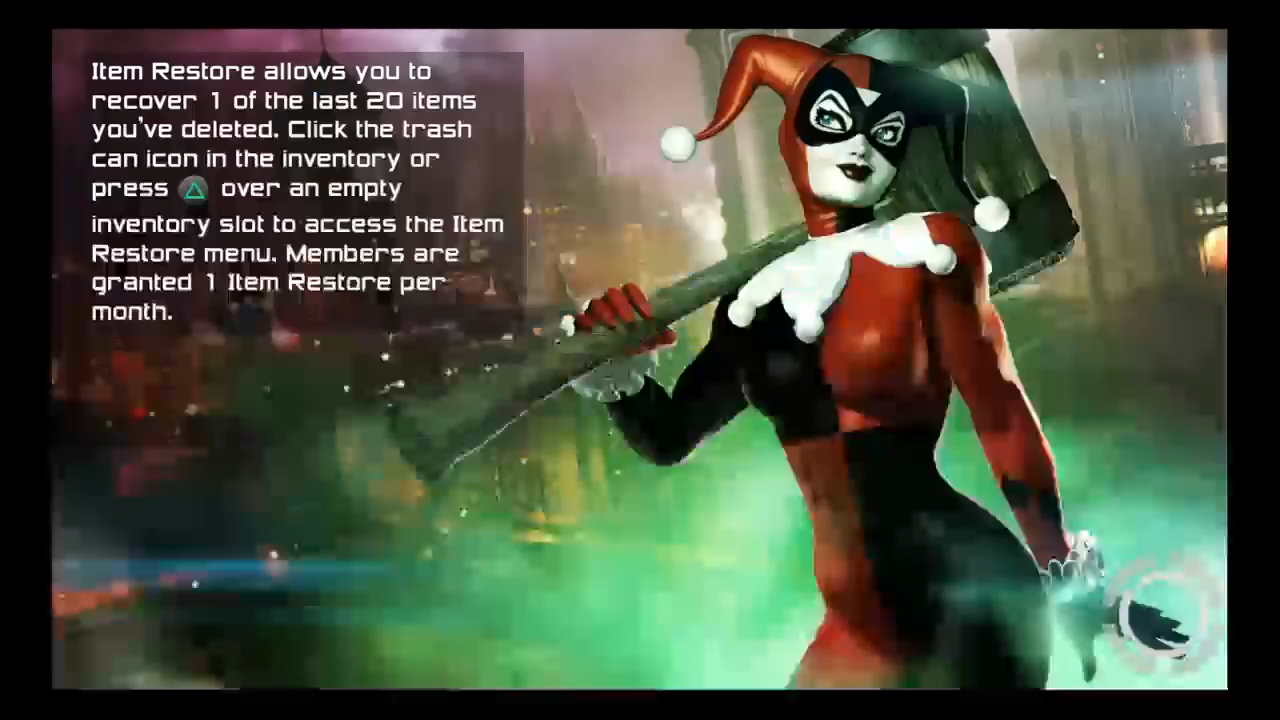 Item Restore allows you to
recover 1 of the last 20 items
you've deleted. Click the trash
can icon in the inventory or
press over an empty
inventory slot to access the Item
Restore menu. Members are
granted 1 Item Restore per
month.